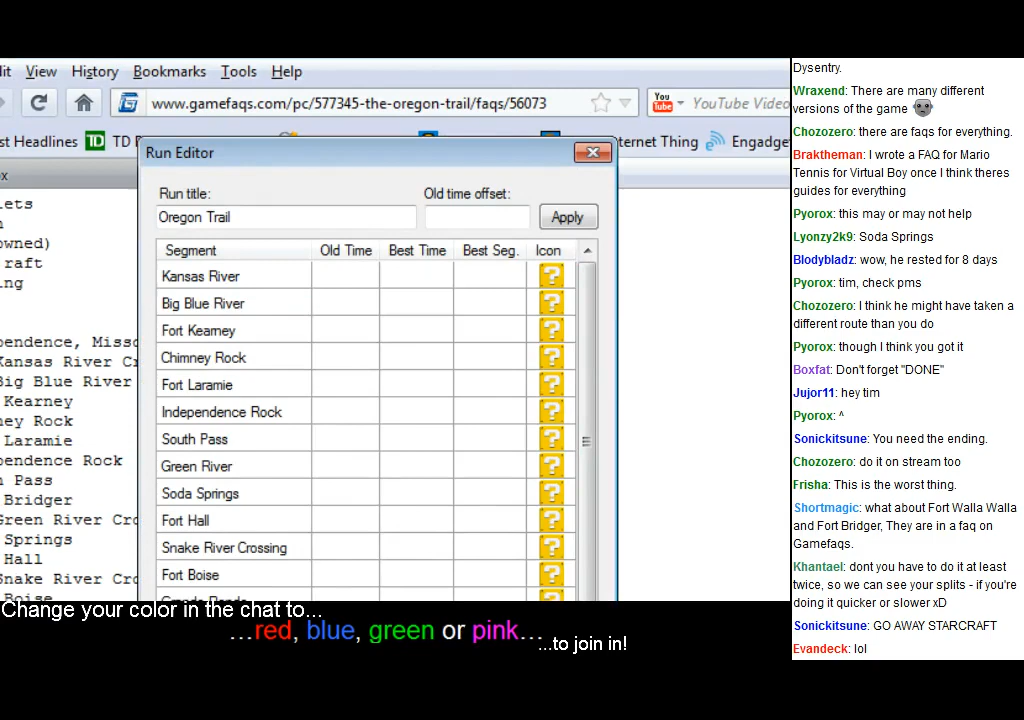 it View History Bookmarks Tools Help
www.gamefaqs.com/pc/577345-the-oregon-trail/faqs/56073
You Tube YouTube Video
st Headlines TD TD ternet Thing Engadge
x
Run Editor
Run title: Old time offset:
Oregon Trail Apply
Segment Old Time Best Time Best Seg. Icon
Kansas River
Big Blue River
Fort Kearney
Chimney Rock
Fort Laramie
Independence Rock
South Pass
Green River
Soda Springs
Fort Hall
Snake River Crossing
Fort Boise
lets
n
owned)
raft
ng
pendence, Misso
Kansas River Cr
Big Blue River
Kearney
ney Rock
Laramie
pendence Rock
n Pass
Bridger
Green River Cro
Springs
Hall
Snake River Cro
Boise
Change your color in the chat to...
...red, blue, green or pink...
...to join in!
Dysentry.
Wraxend: There are many different
versions of the game
Chozozero: there are faqs for everything.
Braktheman: I wrote a FAQ for Mario
Tennis for Virtual Boy once I think theres
guides for everything
Pyorox: this may or may not help
Lyonzy2k9: Soda Springs
Blodybladz: wow, he rested for 8 days
Pyorox: tim, check pms
Chozozero: I think he might have taken a
different route than you do
Pyorox: though I think you got it
Boxfat: Don't forget "DONE"
Jujor11: hey tim
Pyorox: ^
Sonickitsune: You need the ending.
Chozozero: do it on stream too
Frisha: This is the worst thing.
Shortmagic: what about Fort Walla Walla
and Fort Bridger, They are in a faq on
Gamefaqs.
Khantael: dont you have to do it at least
twice, so we can see your splits - if you're
doing it quicker or slower xD
Sonickitsune: GO AWAY STARCRAFT
Evandeck: lol